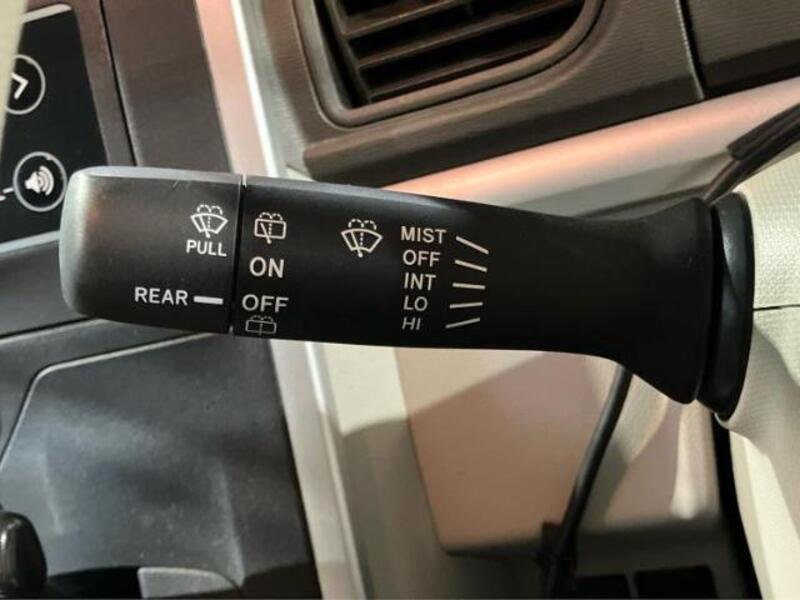 PULL
REAR
ON
OFF
MIST
OFF
INT
LO
HI